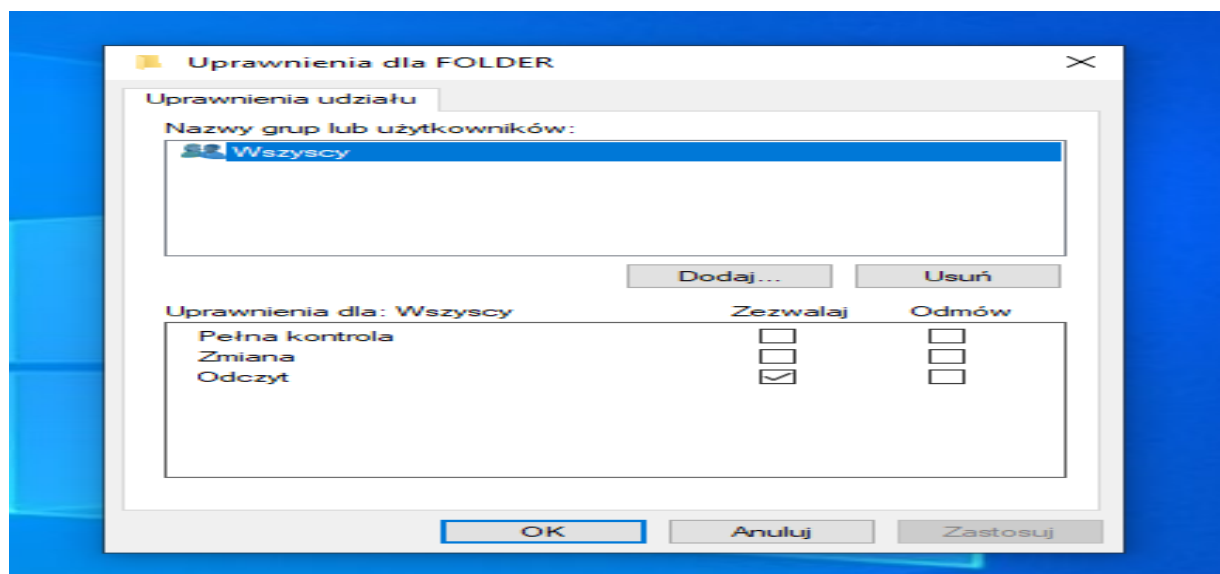 Uprawnienia dla FOLDER
Uprawnienia udziału
Nazwy grup lub użytkowników:
Wszyscy
Dodaj... Usuń
Uprawnienia dla: Wszyscy Zezwalaj Odmów
Pełna kontrola
Zmiana
Odczyt
OK Anuluj Zastosuj